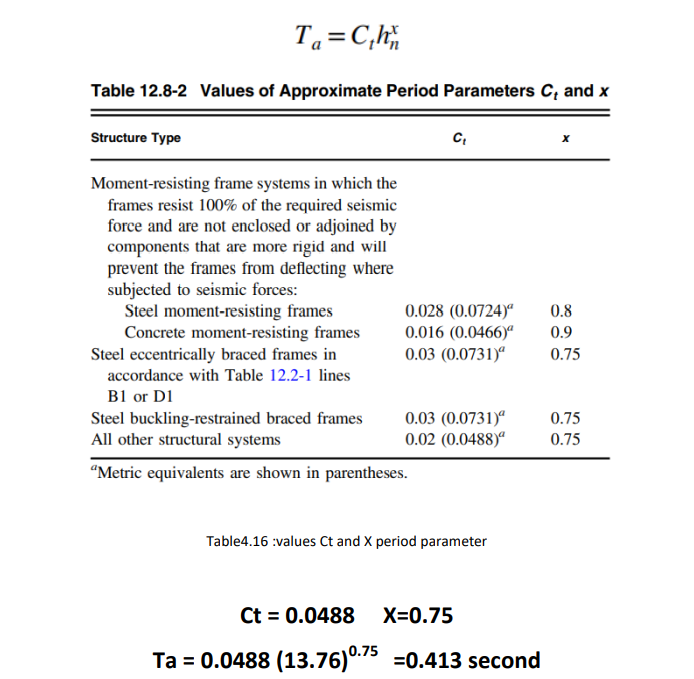 Tₐ = Cₜhₙˣ
Table 12.8-2 Values of Approximate Period Parameters Cₜ and x
Structure Type Cₜ x
Moment-resisting frame systems in which the
frames resist 100% of the required seismic
force and are not enclosed or adjoined by
components that are more rigid and will
prevent the frames from deflecting where
subjected to seismic forces:
Steel moment-resisting frames 0.028 (0.0724)ᵃ 0.8
Concrete moment-resisting frames 0.016 (0.0466)ᵃ 0.9
Steel eccentrically braced frames in 0.03 (0.0731)ᵃ 0.75
accordance with Table 12.2-1 lines
B1 or D1
Steel buckling-restrained braced frames 0.03 (0.0731)ᵃ 0.75
All other structural systems 0.02 (0.0488)ᵃ 0.75
ᵃMetric equivalents are shown in parentheses.
Table4.16 :values Ct and X period parameter
Ct = 0.0488 X=0.75
Ta = 0.0488 (13.76)⁰·⁷⁵ =0.413 second